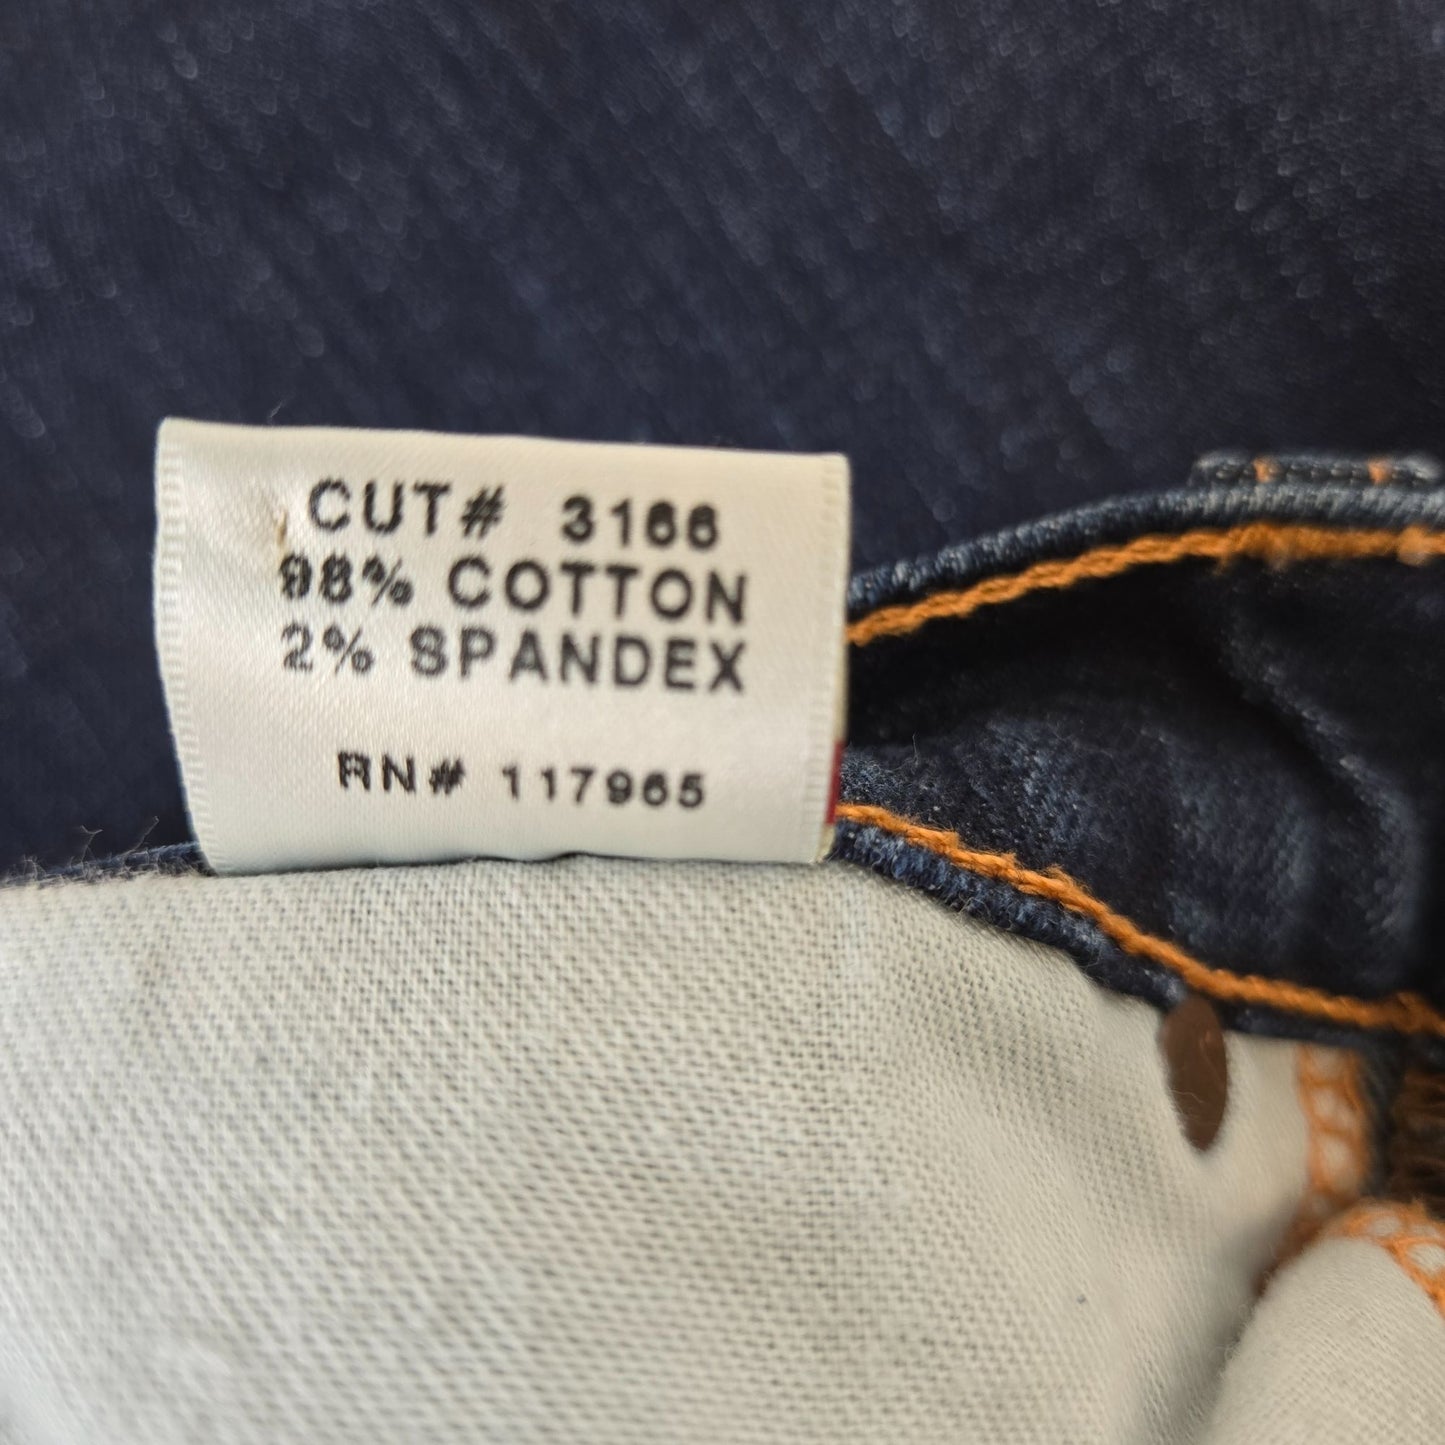 CUT# 3166
98% COTTON
2% SPANDEX
RN# 117965